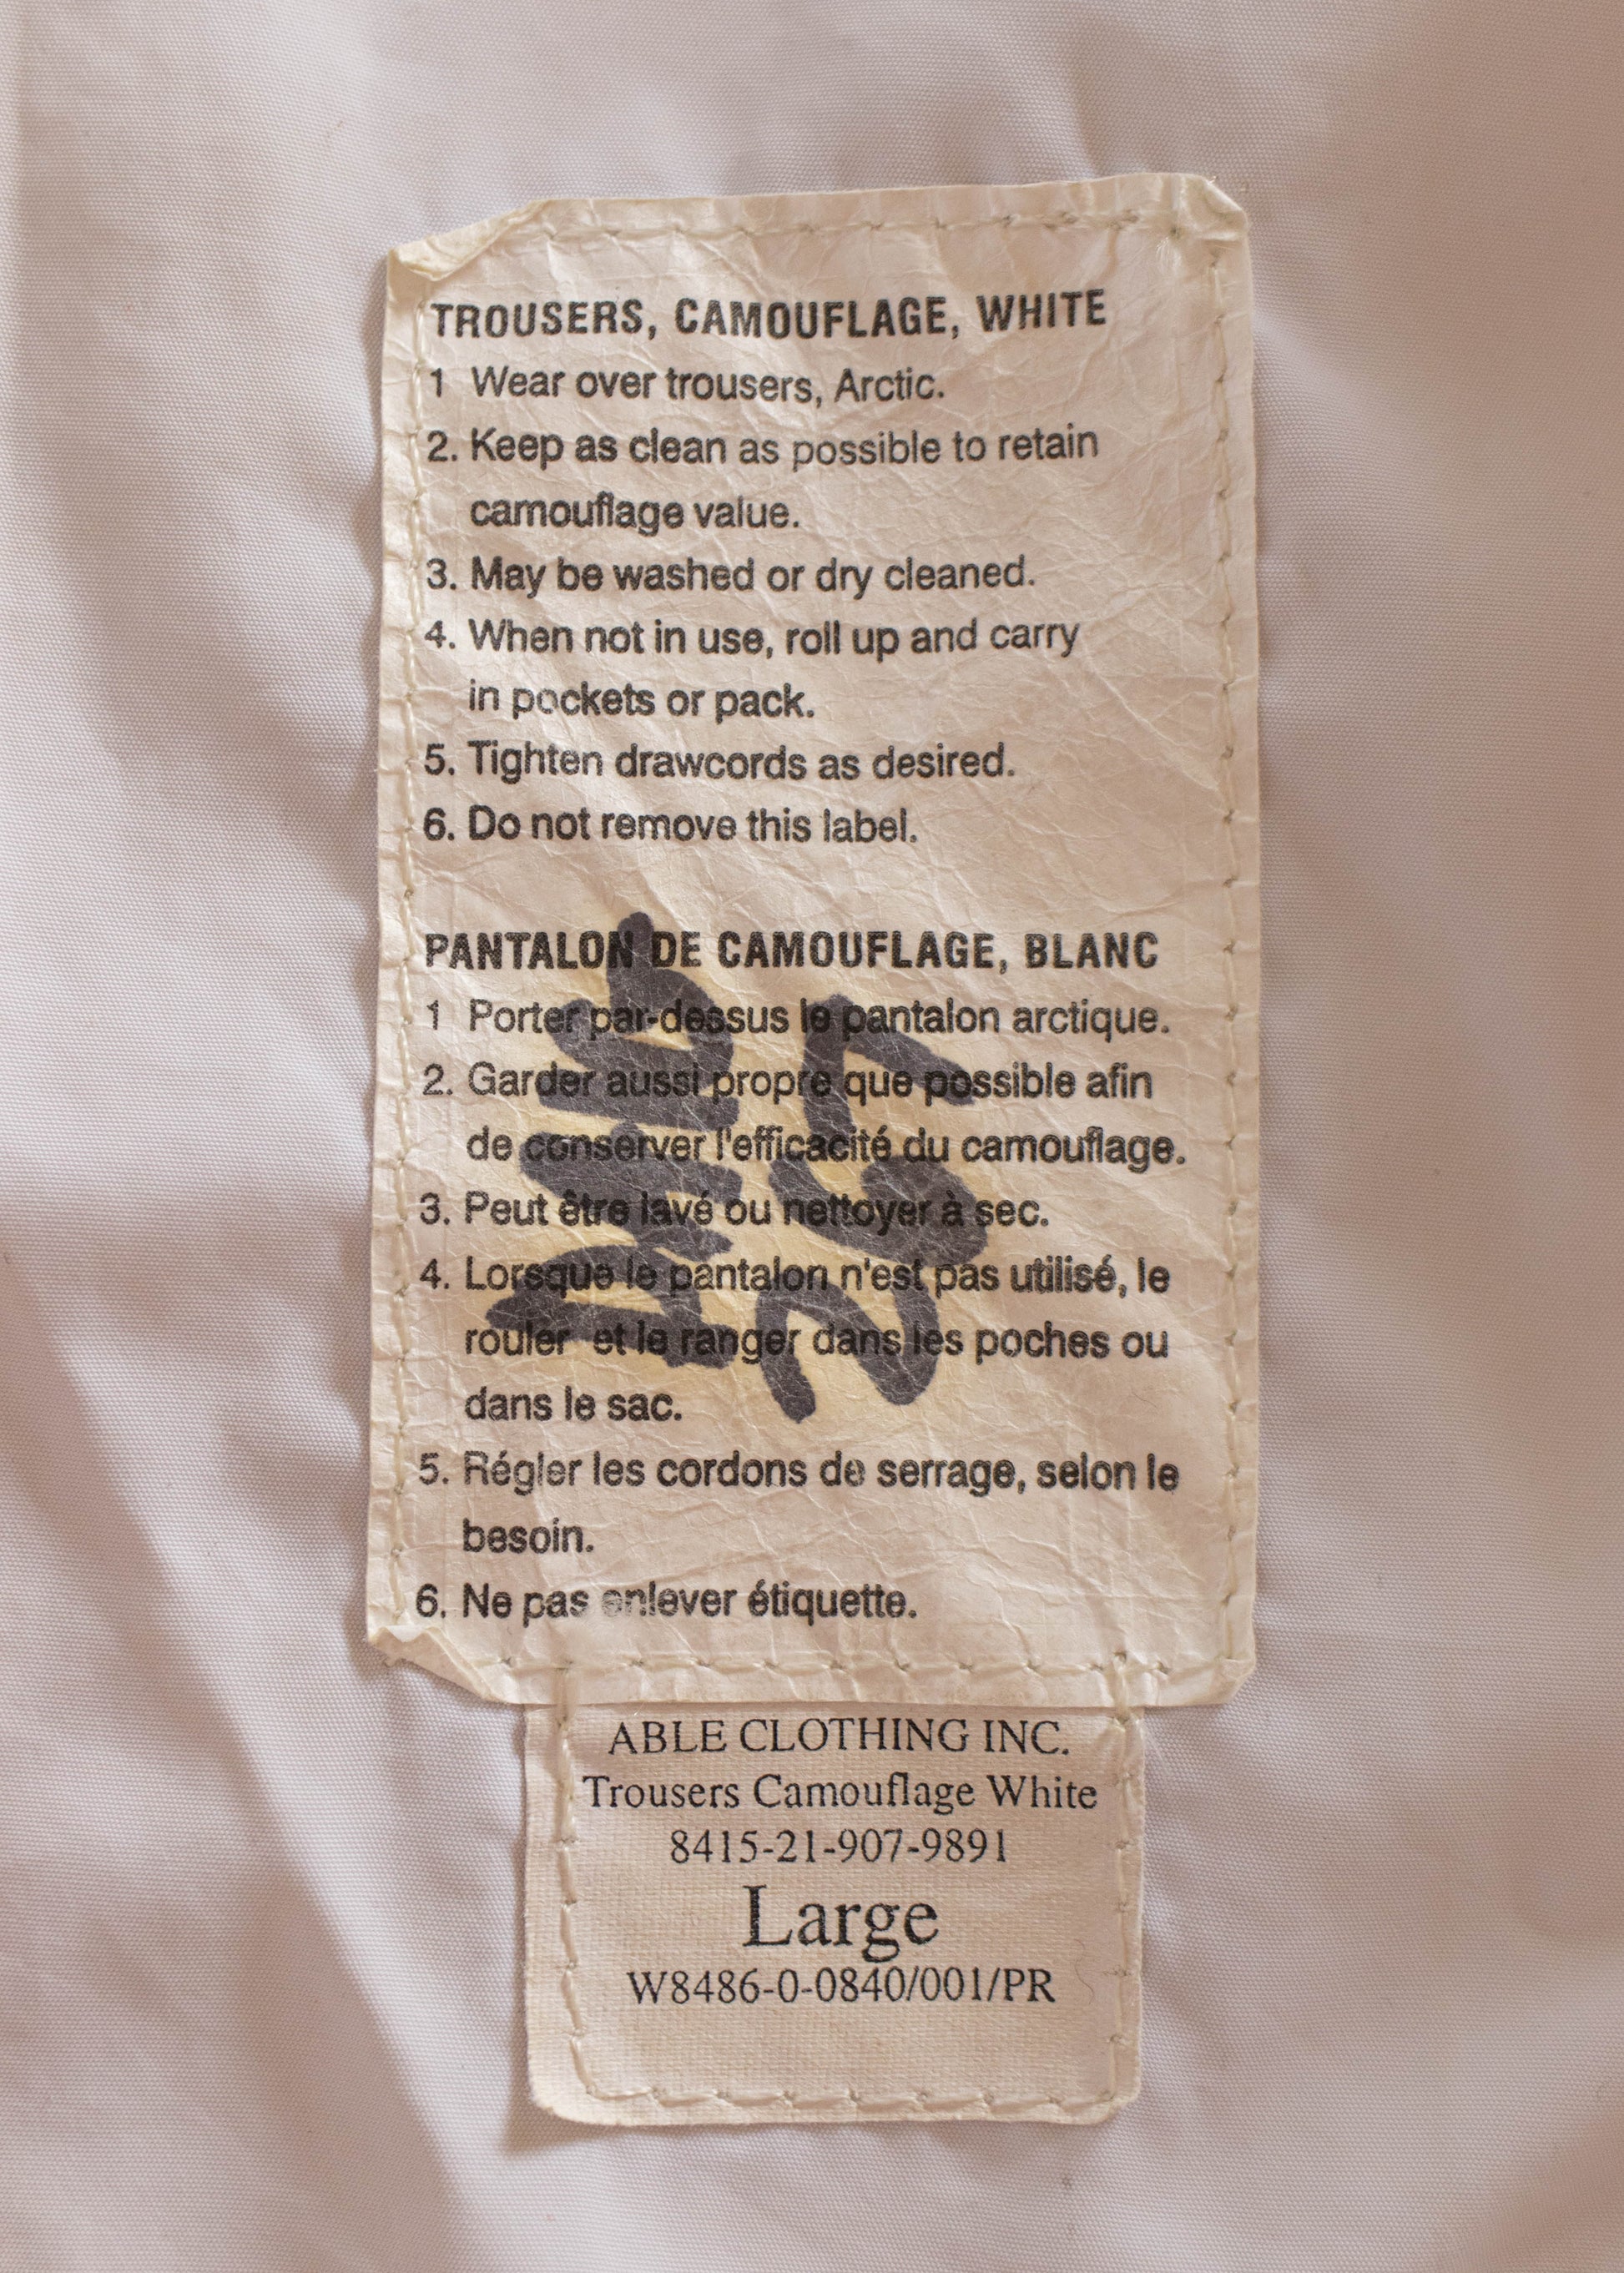 TROUSERS, CAMOUFLAGE, WHITE
1 Wear over trousers, Arctic.
2. Keep as clean as possible to retain
camouflage value.
3. May be washed or dry cleaned.
4. When not in use, roll up and carry
in pockets or pack.
5. Tighten drawcords as desired.
6. Do not remove this label.
PANTALON DE CAMOUFLAGE, BLANC
1 Porter par-dessus le pantalon arctique.
2. Garder aussi propre que possible afin
de conserver l'efficacité du camouflage.
3. Peut être lavé ou nettoyer à sec.
4. Lorsque le pantalon n'est pas utilisé, le
rouler et le ranger dans les poches ou
dans le sac.
5. Régler les cordons de serrage, selon le
besoin.
6. Ne pas enlever étiquette.
ABLE CLOTHING INC.
Trousers Camouflage White
8415-21-907-9891
Large
W8486-0-0840/001/PR